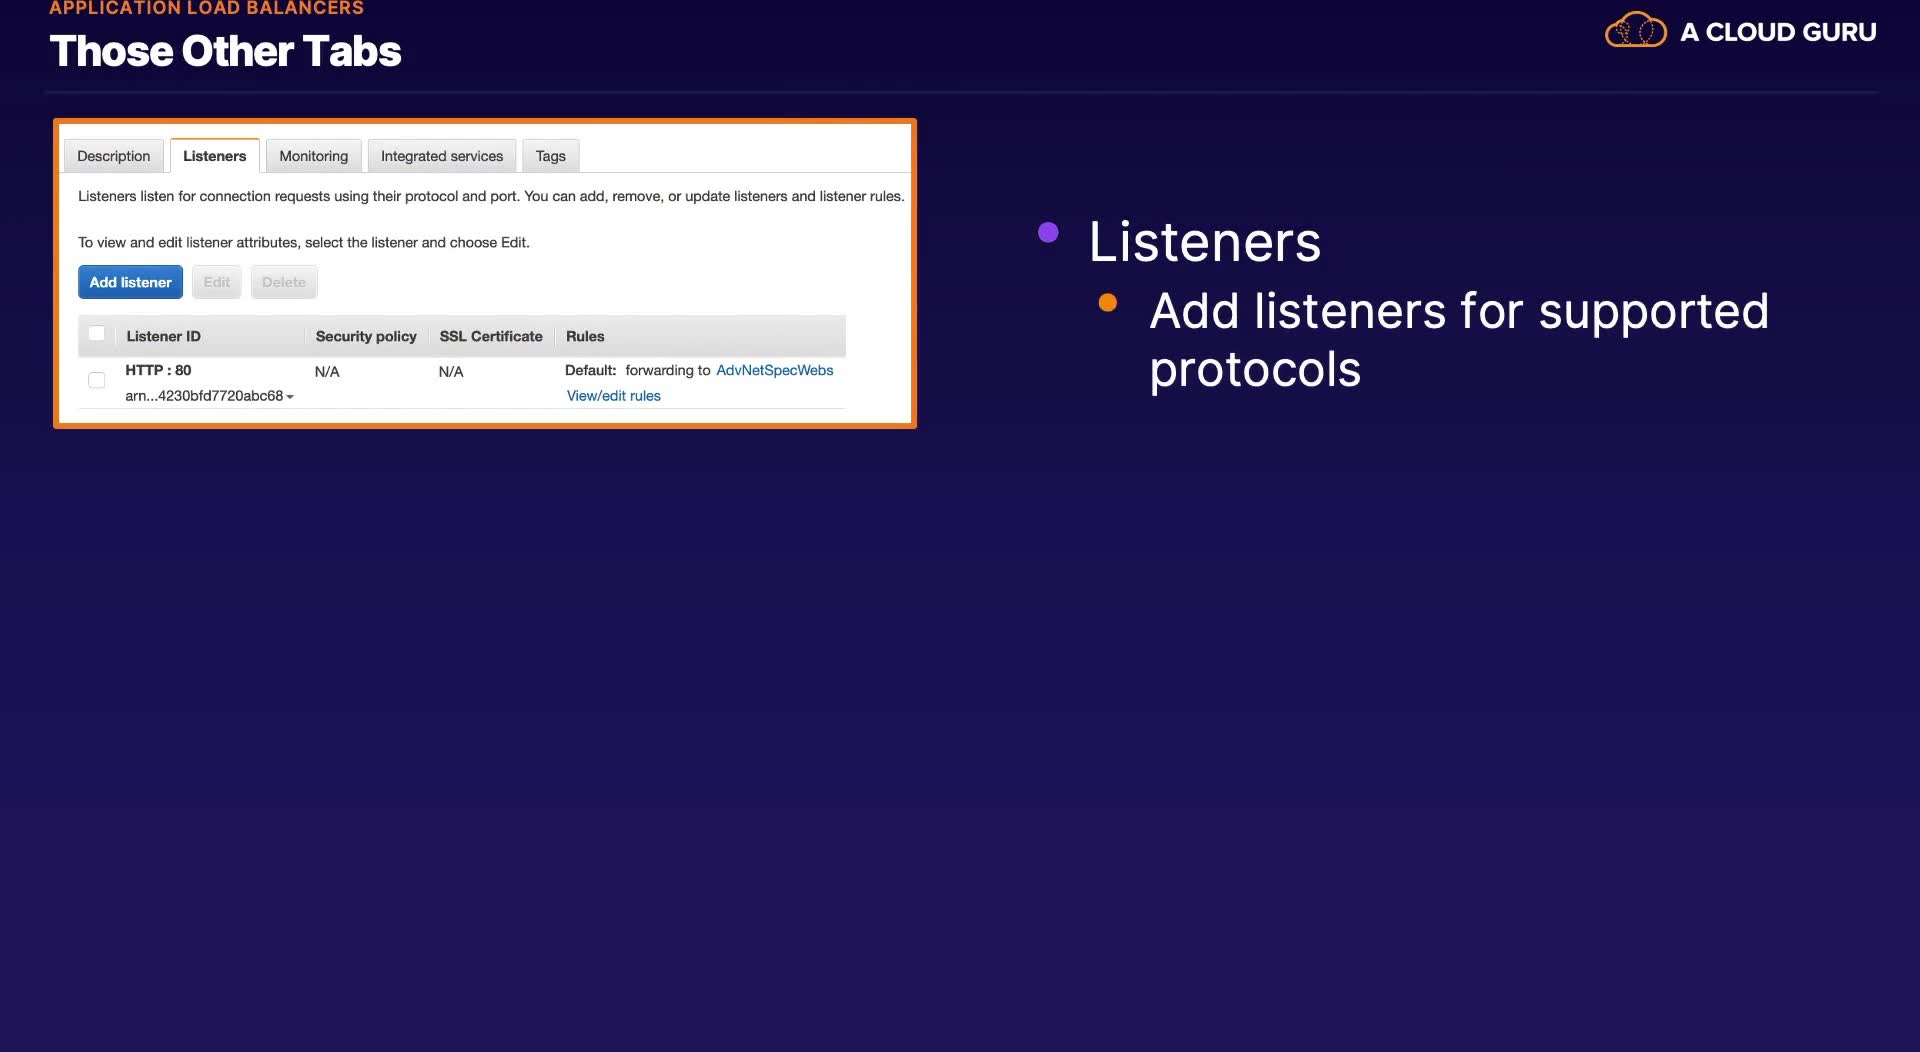 APPLICATION LOAD BALANCERS
Those Other Tabs
A CLOUD GURU
Description Listeners Monitoring Integrated services Tags
Listeners listen for connection requests using their protocol and port. You can add, remove, or update listeners and listener rules.
To view and edit listener attributes, select the listener and choose Edit.
Add listener Edit Delete
Listener ID Security policy SSL Certificate Rules
HTTP : 80 N/A N/A Default: forwarding to AdvNetSpecWebs
arn...4230bfd7720abc68 View/edit rules
Listeners
Add listeners for supported
protocols